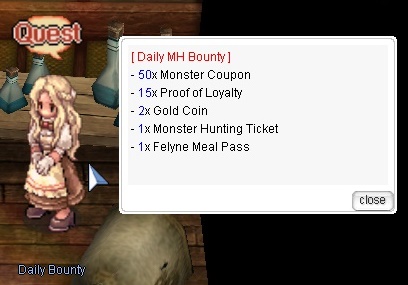 Quest
[ Daily MH Bounty ]
- 50x Monster Coupon
- 15x Proof of Loyalty
- 2x Gold Coin
- 1x Monster Hunting Ticket
- 1x Felyne Meal Pass
close
Daily Bounty